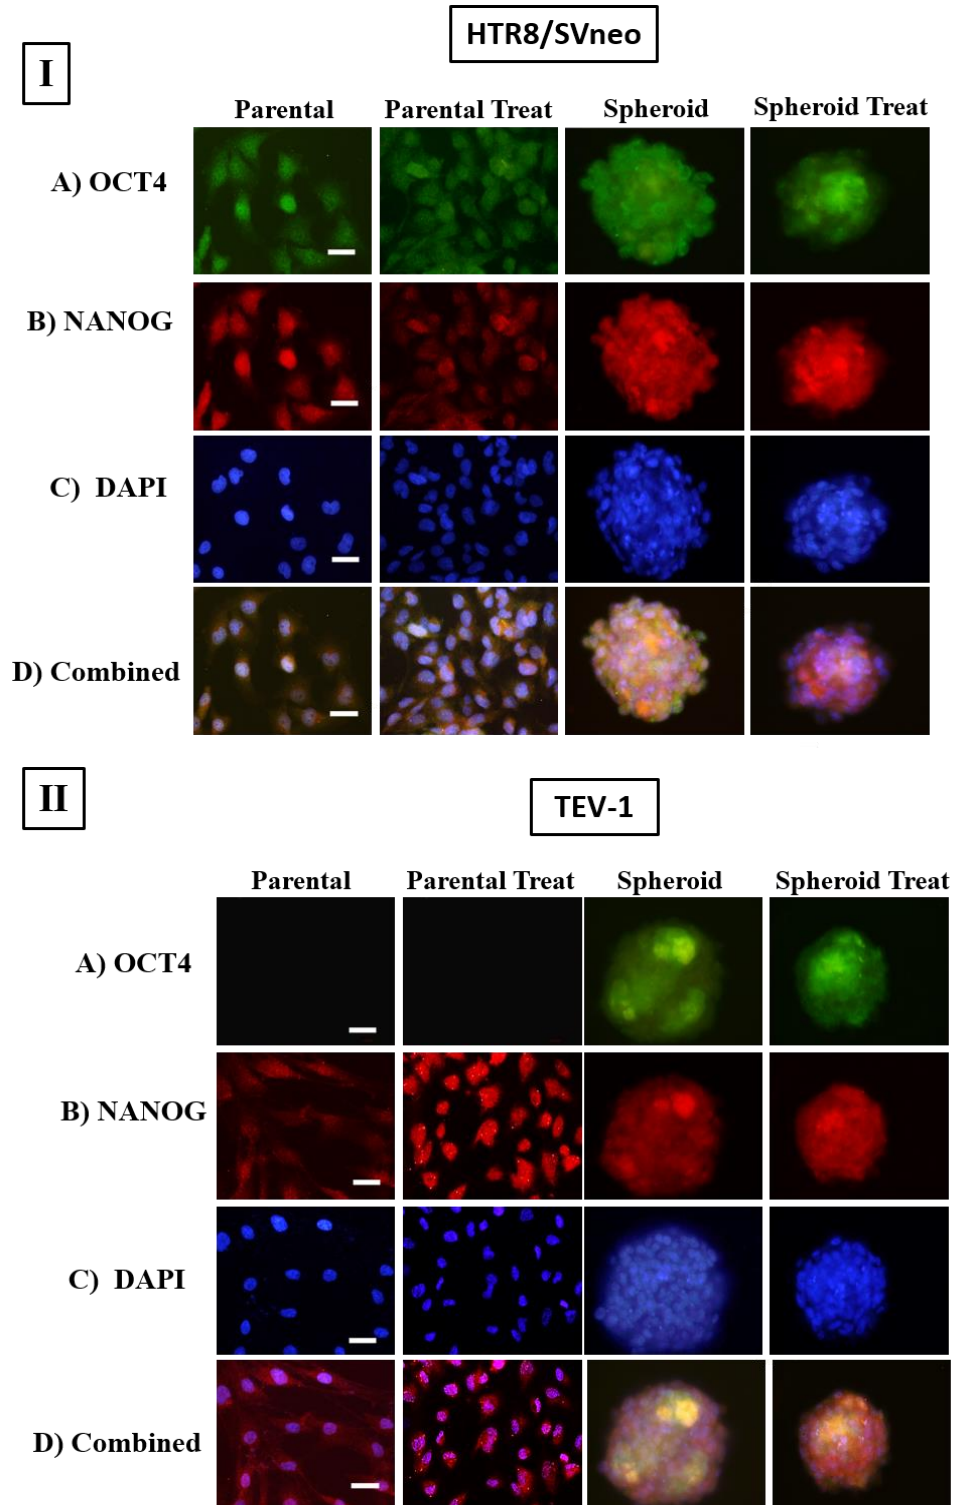 HTR8/SVneo
I
Parental Parental Treat Spheroid Spheroid Treat
A) OCT4
B) NANOG
C) DAPI
D) Combined
II
TEV-1
Parental Parental Treat Spheroid Spheroid Treat
A) OCT4
B) NANOG
C) DAPI
D) Combined